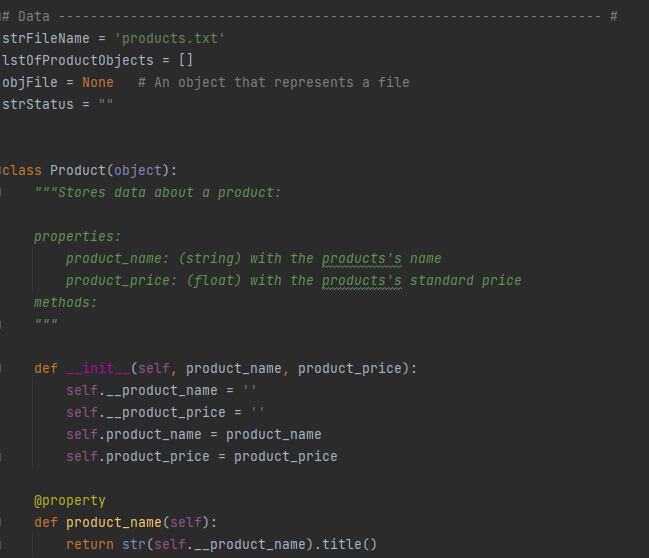 # Data -------------------------------------------------------------------- #
strFileName = 'products.txt'
lstOfProductObjects = []
objFile = None   # An object that represents a file
strStatus = ""
class Product(object):
    """Stores data about a product:
    properties:
        product_name: (string) with the products's name
        product_price: (float) with the products's standard price
    methods:
    """
    def __init__(self, product_name, product_price):
        self.__product_name = ''
        self.__product_price = ''
        self.product_name = product_name
        self.product_price = product_price
    @property
    def product_name(self):
        return str(self.__product_name).title()